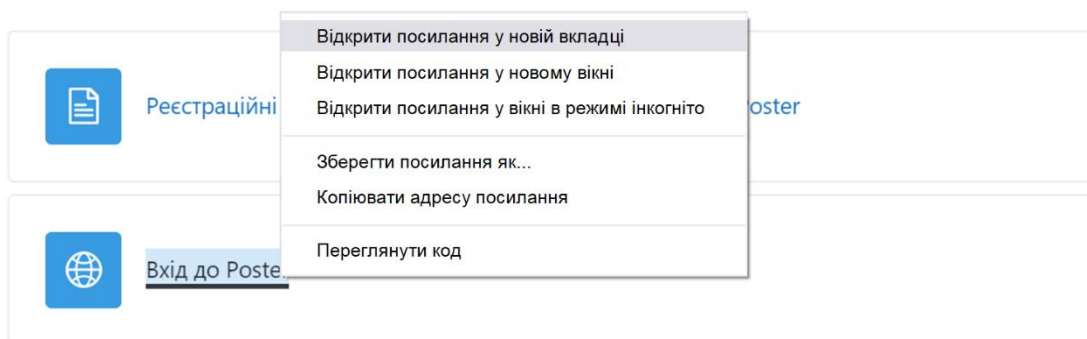 Відкрити посилання у новій вкладці
Відкрити посилання у новому вікні
Реєстраційні
Відкрити посилання у вікні в режимі інкогніто
oster
Зберегти посилання як...
Копіювати адресу посилання
Переглянути код
Вхід до Poste